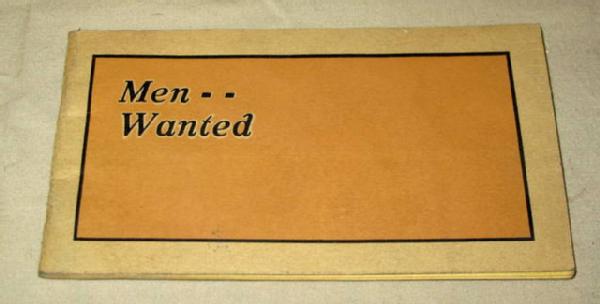 Men - -
Wanted